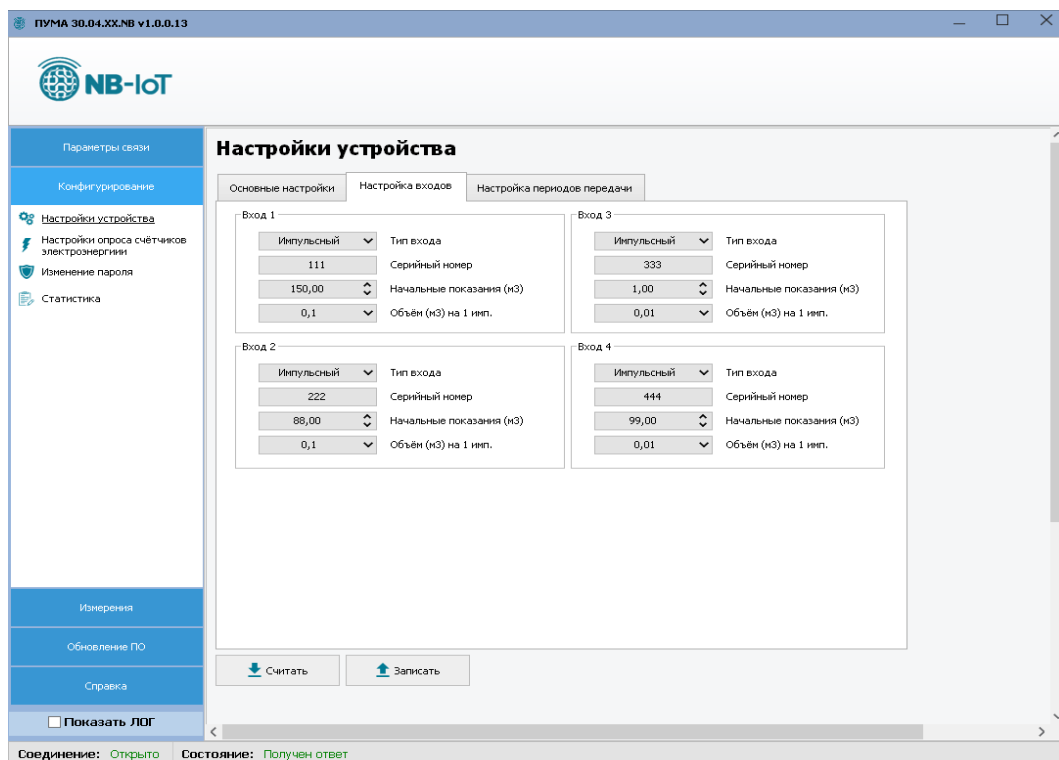 ПУМА 30.04.XX.NB v1.0.0.13
NB-IoT
Параметры связи
Конфигурирование
Настройки устройства
Настройки опроса счётчиков
электроэнергиии
Изменение пароля
Статистика
Измерения
Обновление ПО
Справка
Показать ЛОГ
Настройки устройства
Основные настройки
Настройка входов
Настройка периодов передачи
Вход 1
Импульсный Тип входа
111 Серийный номер
150,00 Начальные показания (м3)
0,1 Объём (м3) на 1 имп.
Вход 2
Импульсный Тип входа
222 Серийный номер
88,00 Начальные показания (м3)
0,1 Объём (м3) на 1 имп.
Вход 3
Импульсный Тип входа
333 Серийный номер
1,00 Начальные показания (м3)
0,01 Объём (м3) на 1 имп.
Вход 4
Импульсный Тип входа
444 Серийный номер
99,00 Начальные показания (м3)
0,01 Объём (м3) на 1 имп.
Считать
Записать
Соединение: Открыто Состояние: Получен ответ